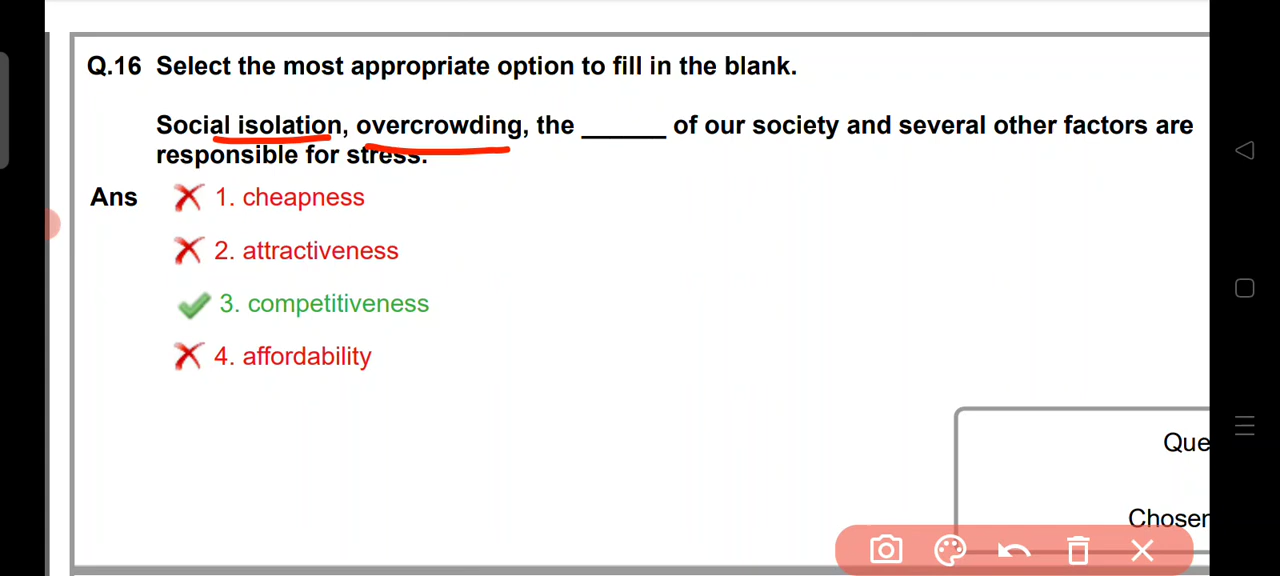 Q.16 Select the most appropriate option to fill in the blank.
Social isolation, overcrowding, the ______ of our society and several other factors are
responsible for stress.
Ans 1. cheapness
2. attractiveness
3. competitiveness
4. affordability
Que
Chosen